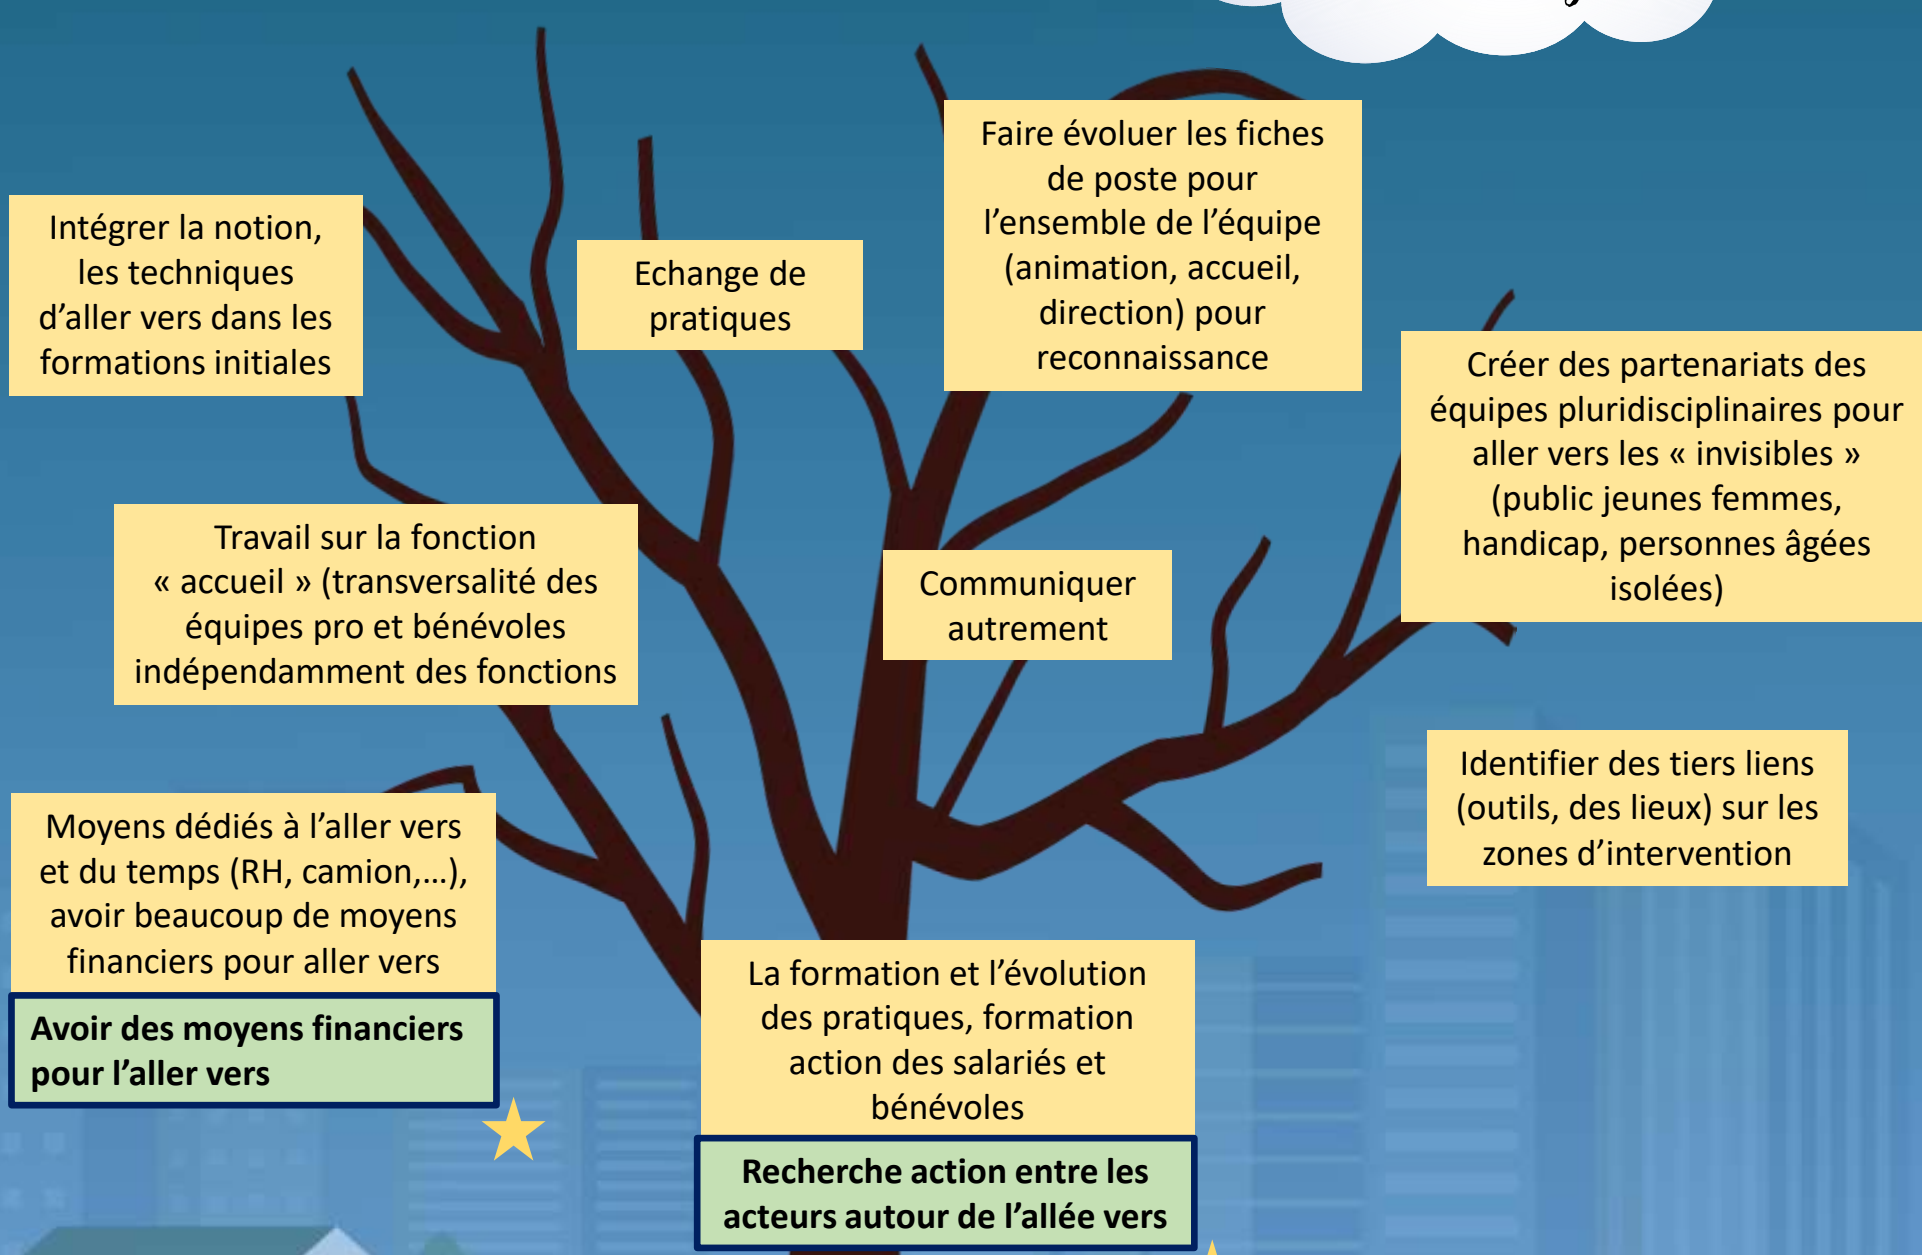 Faire évoluer les fiches
de poste pour
l'ensemble de l'équipe
(animation, accueil,
direction) pour
reconnaissance
Intégrer la notion,
les techniques
d'aller vers dans les
formations initiales
Echange de
pratiques
Créer des partenariats des
équipes pluridisciplinaires pour
aller vers les « invisibles »
(public jeunes femmes,
handicap, personnes âgées
isolées)
Travail sur la fonction
« accueil » (transversalité des
équipes pro et bénévoles
indépendamment des fonctions
Communiquer
autrement
Identifier des tiers liens
(outils, des lieux) sur les
zones d'intervention
Moyens dédiés à l'aller vers
et du temps (RH, camion,...),
avoir beaucoup de moyens
financiers pour aller vers
Avoir des moyens financiers
pour l'aller vers
La formation et l'évolution
des pratiques, formation
action des salariés et
bénévoles
Recherche action entre les
acteurs autour de l'allée vers